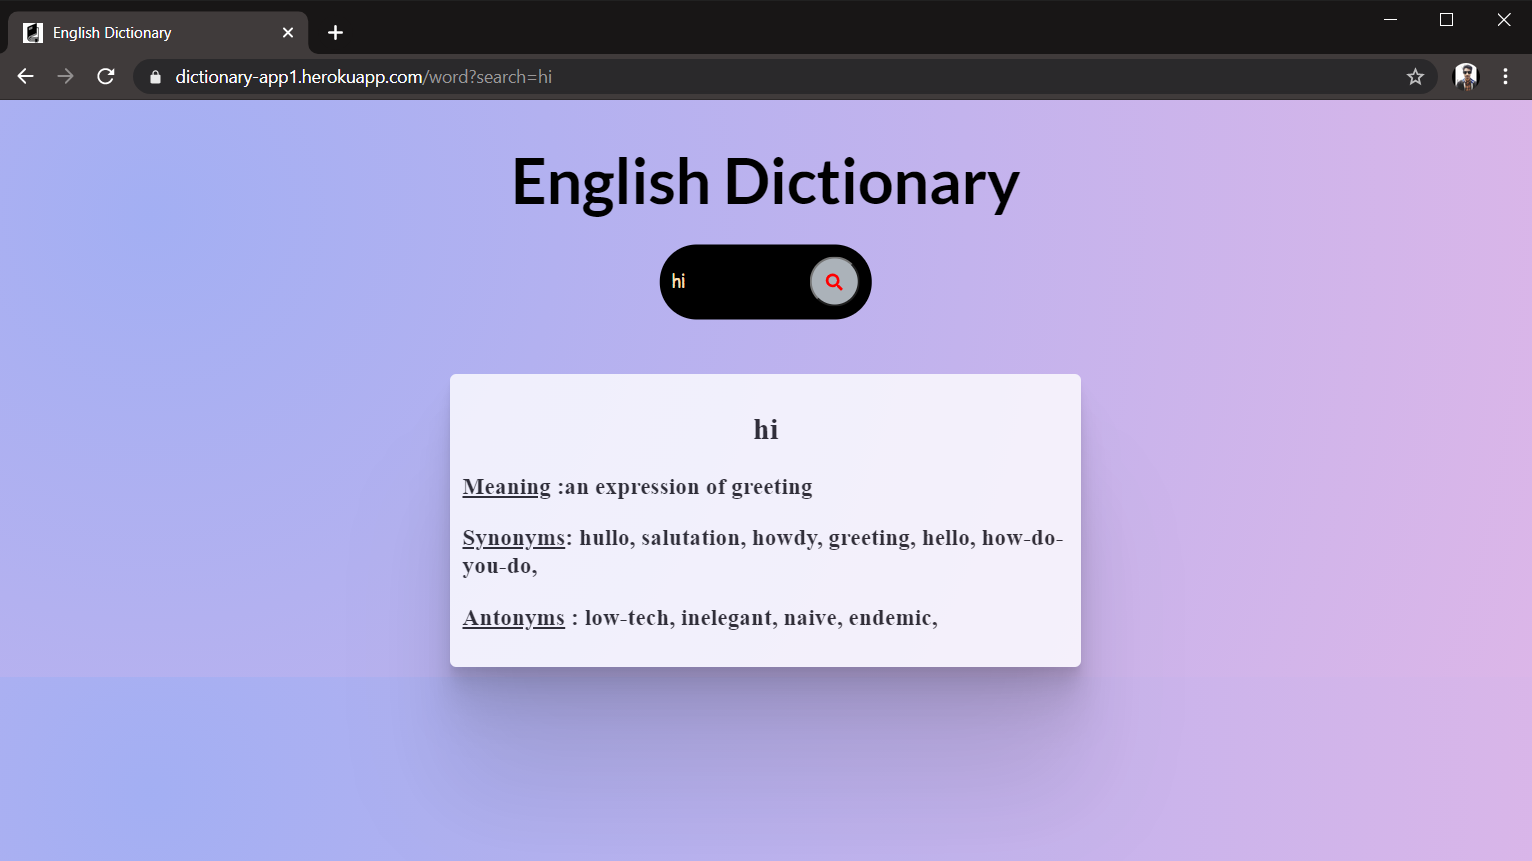 English Dictionary
dictionary-app1.herokuapp.com/word?search=hi
English Dictionary
hi
hi
Meaning :an expression of greeting
Synonyms: hullo, salutation, howdy, greeting, hello, how-do-
you-do,
Antonyms : low-tech, inelegant, naive, endemic,